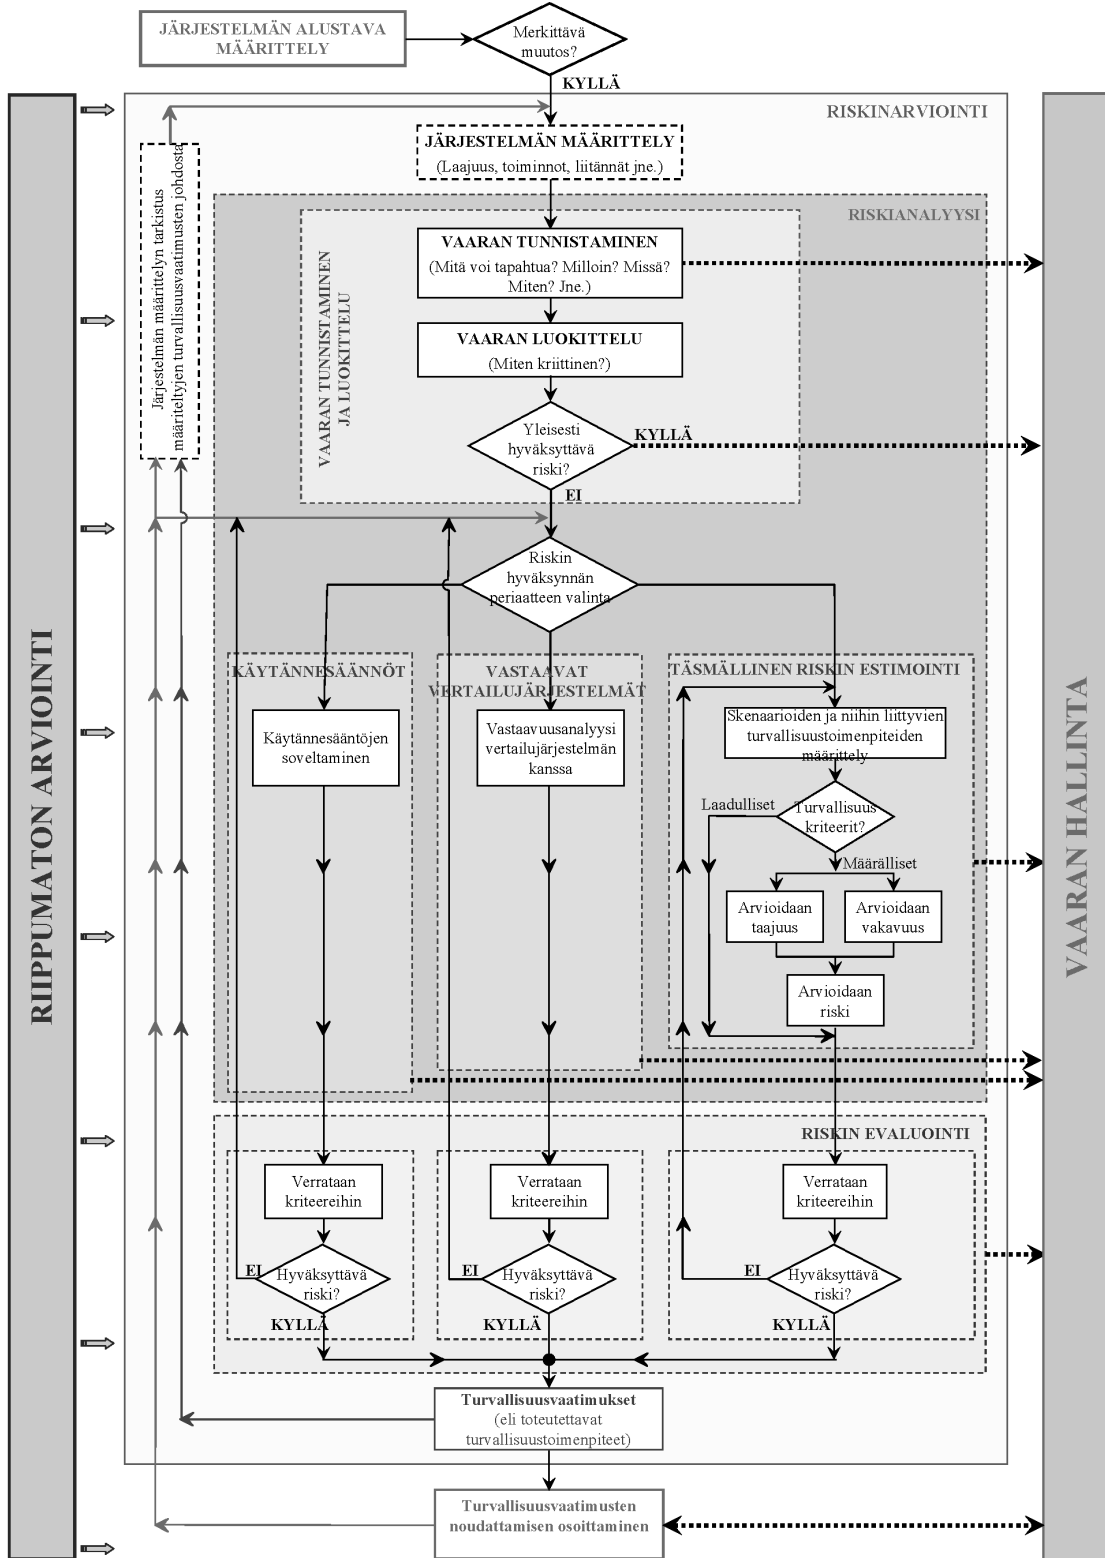 JÄRJESTELMÄN ALUSTAVA
MÄÄRITTELY
Merkittävä
muutos?
KYLLÄ
RISKINARVIOINTI
JÄRJESTELMÄN MÄÄRITTELY
(Laajuus, toiminnot, liitännät jne.)
Järjestelmän määrittelyn tarkistus
määriteltyjen turvallisuusvaatimusten johdosta
RISKIANALYYSI
VAARAN TUNNISTAMINEN
JA LUOKITTELU
VAARAN TUNNISTAMINEN
(Mitä voi tapahtua? Milloin? Missä?
Miten? Jne.)
VAARAN LUOKITTELU
(Miten kriittinen?)
Yleisesti
hyväksyttävä
riski?
KYLLÄ
EI
Riskin
hyväksynnän
periaatteen valinta
RIIPPUMATON ARVIOINTI
VAARAN HALLINTA
KÄYTÄNNESÄÄNNÖT
Käytännesääntöjen
soveltaminen
VASTAAVAT
VERTAILUJÄRJESTELMÄT
Vastaavuusanalyysi
vertailujärjestelmän
kanssa
TÄSMÄLLINEN RISKIN ESTIMOINTI
Skenaarioiden ja niihin liittyvien
turvallisuustoimenpiteiden
määrittely
Laadulliset
Turvallisuus
kriteerit?
Määrälliset
Arvioidaan
taajuus
Arvioidaan
vakavuus
Arvioidaan
riski
RISKIN EVALUOINTI
Verrataan
kriteereihin
Verrataan
kriteereihin
Verrataan
kriteereihin
EI
Hyväksyttävä
riski?
KYLLÄ
EI
Hyväksyttävä
riski?
KYLLÄ
EI
Hyväksyttävä
riski?
KYLLÄ
Turvallisuusvaatimukset
(eli toteutettavat
turvallisuustoimenpiteet)
Turvallisuusvaatimusten
noudattamisen osoittaminen